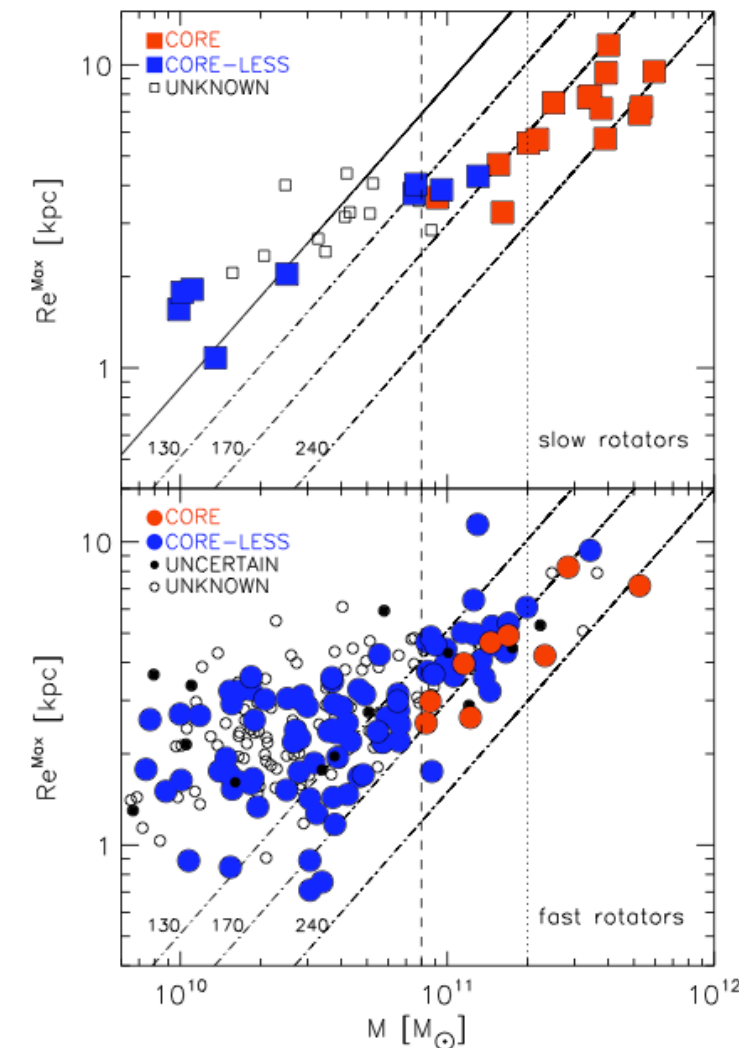 CORE
CORE-LESS
UNKNOWN
10
1
Re^Max [kpc]
130 170 240
slow rotators
CORE
CORE-LESS
UNCERTAIN
UNKNOWN
10
1
Re^Max [kpc]
130 170 240
fast rotators
10^10 10^11 10^12
M [M_⊙]